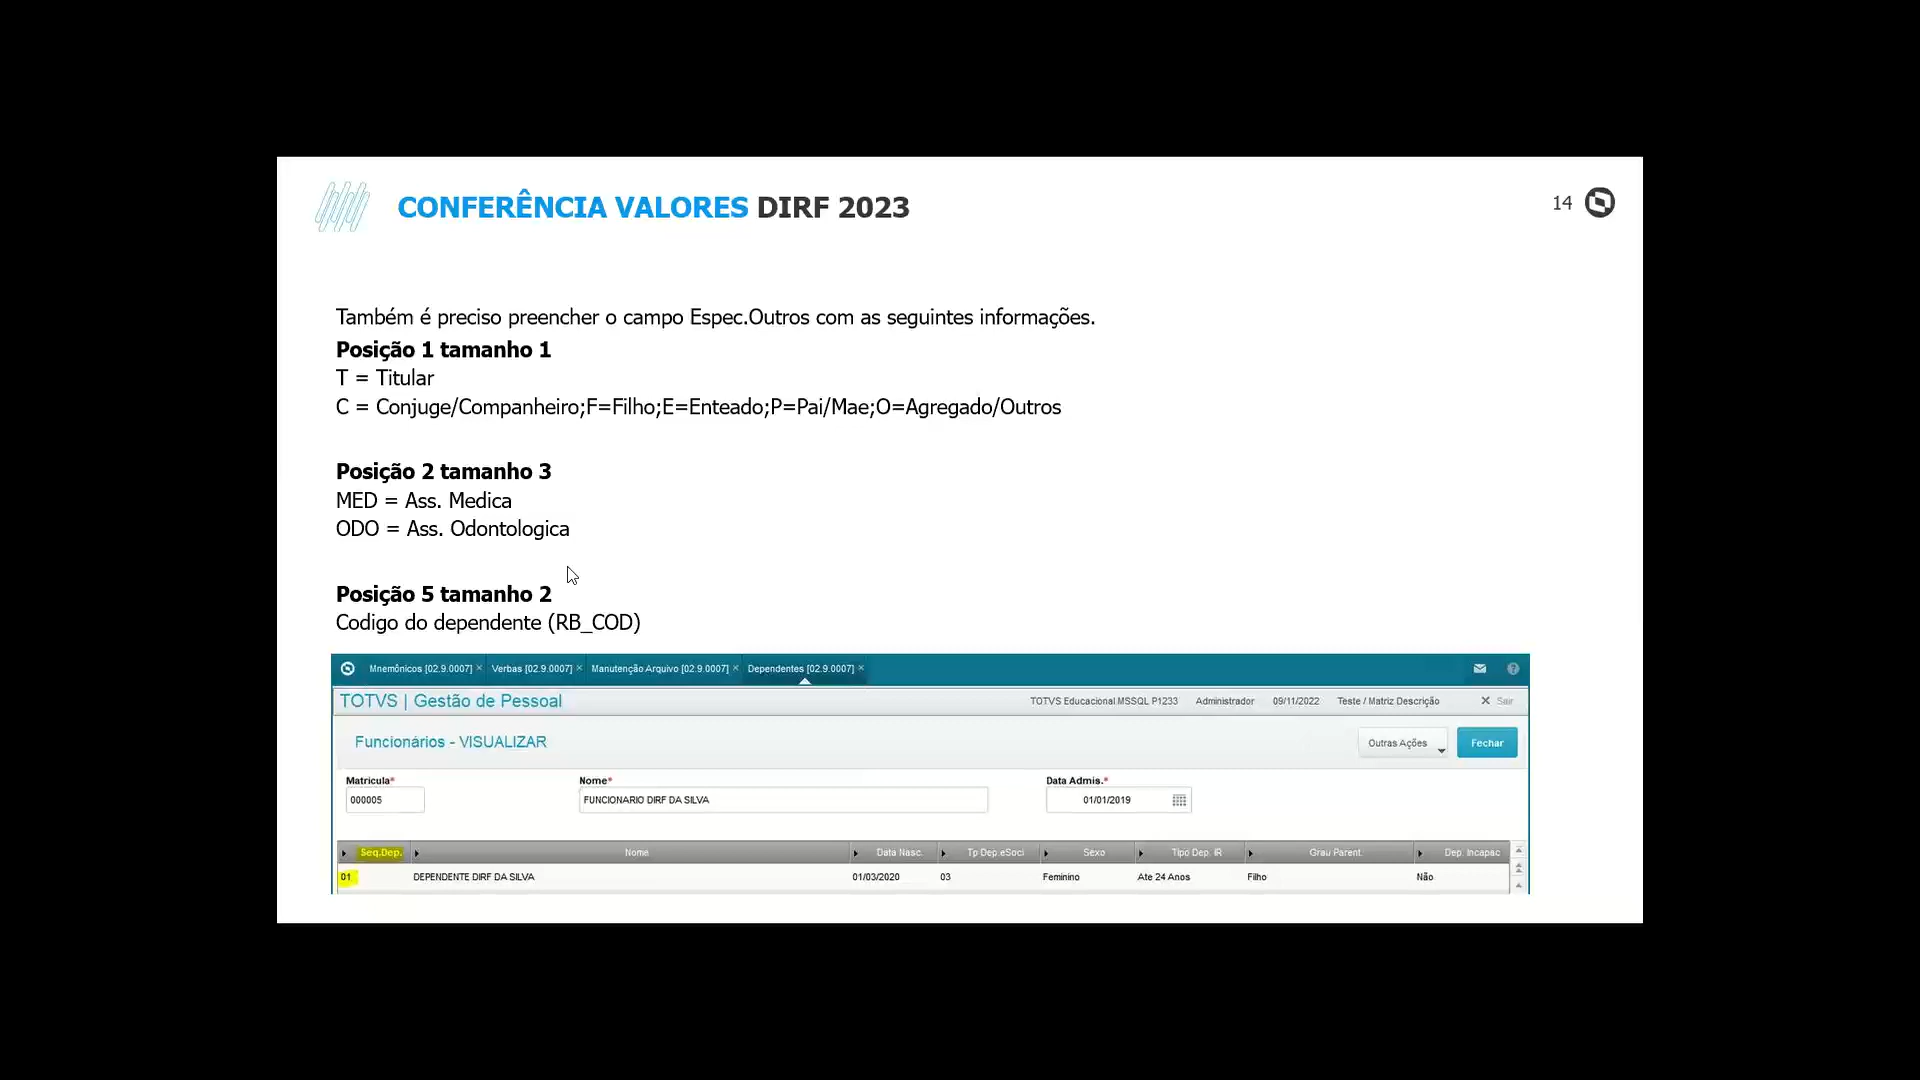 CONFERÊNCIA VALORES DIRF 2023
14
Também é preciso preencher o campo Espec.Outros com as seguintes informações.
Posição 1 tamanho 1
T = Titular
C = Conjuge/Companheiro;F=Filho;E=Enteado;P=Pai/Mae;O=Agregado/Outros
Posição 2 tamanho 3
MED = Ass. Medica
ODO = Ass. Odontologica
Posição 5 tamanho 2
Codigo do dependente (RB_COD)
Mnemônicos [02.9.0007] × Verbas [02.9.0007] × Manutenção Arquivo [02.9.0007] × Dependentes [02.9.0007] ×
TOTVS | Gestão de Pessoal TOTVS Educacional MSSQL P1233 Administrador 09/11/2022 Teste / Matriz Descrição Sair
Funcionários - VISUALIZAR Outras Ações Fechar
Matricula* Nome* Data Admis.*
000005 FUNCIONARIO DIRF DA SILVA 01/01/2019
Seq.Dep. Nome Data Nasc. Tp Dep.eSoci Sexo Tipo Dep. IR Grau Parent. Dep. Incapac
01 DEPENDENTE DIRF DA SILVA 01/03/2020 03 Feminino Ate 24 Anos Filho Não